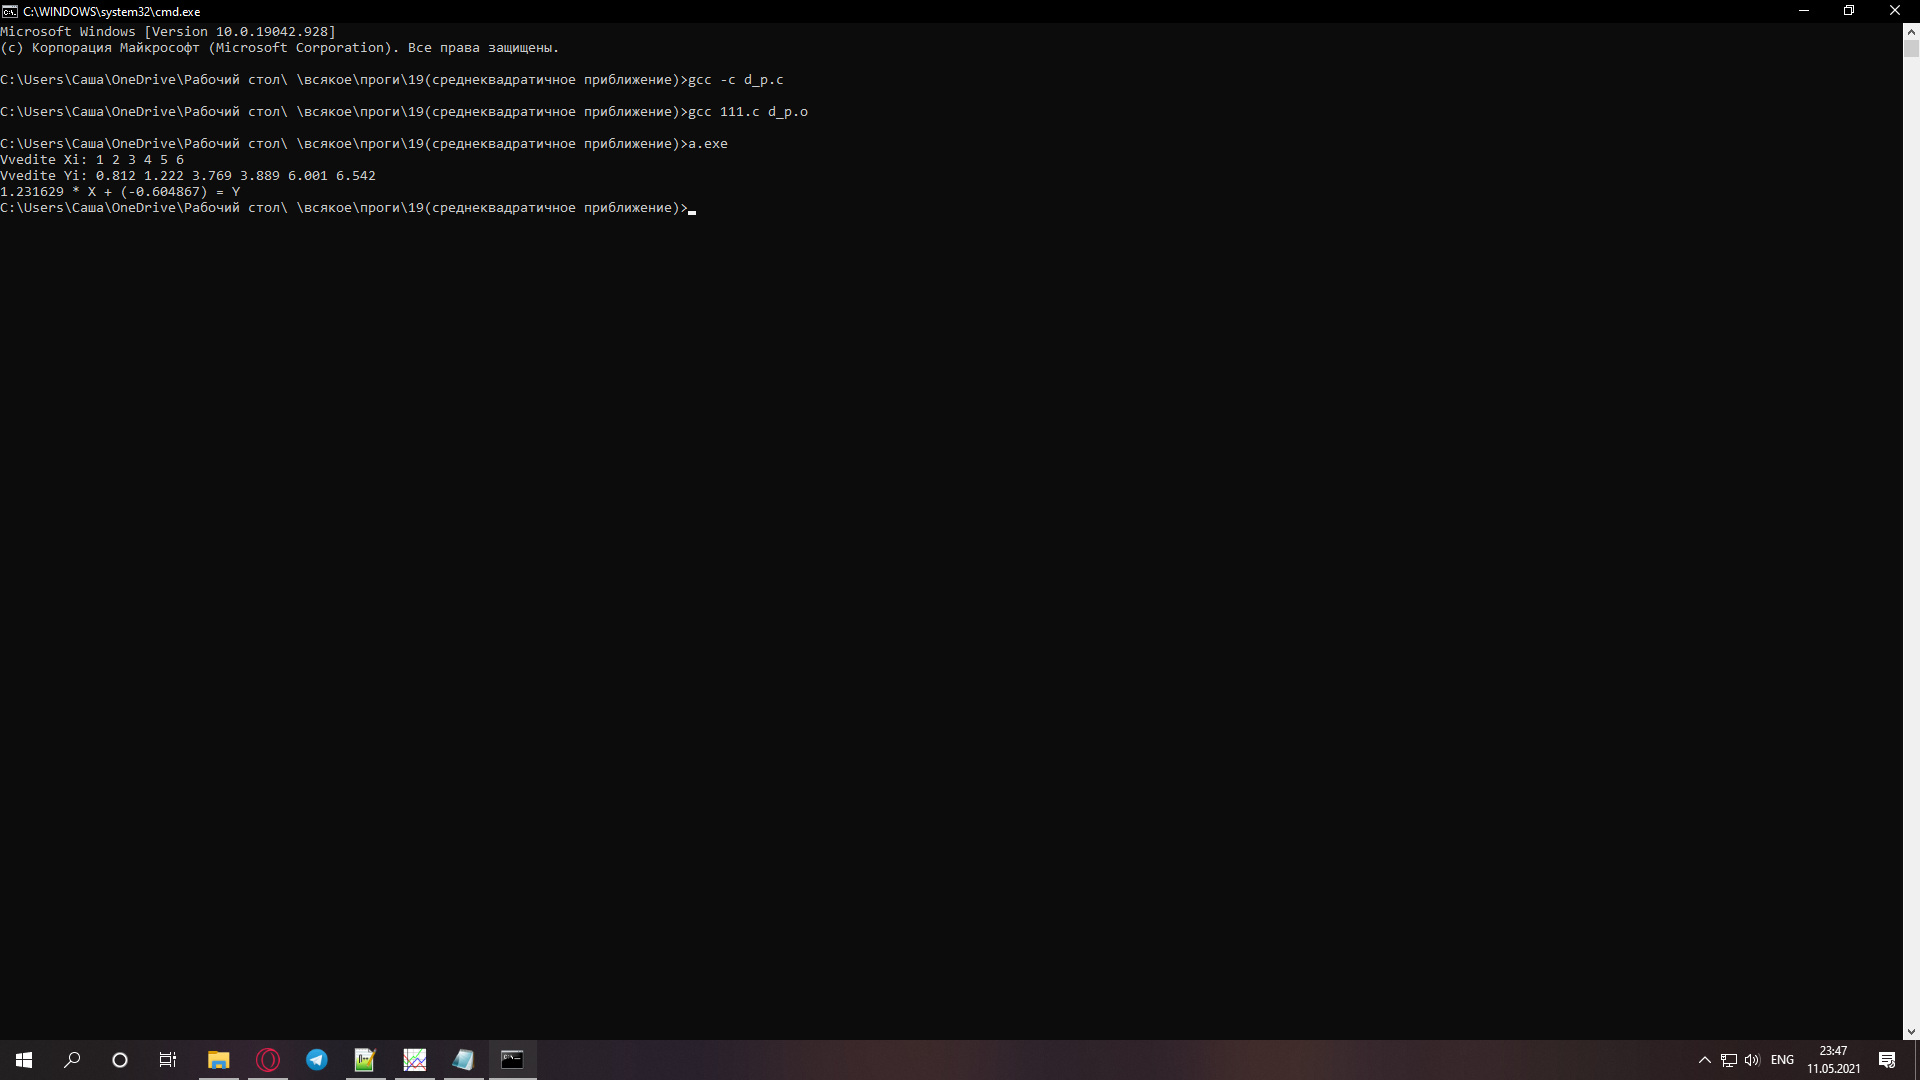 C:\WINDOWS\system32\cmd.exe
Microsoft Windows [Version 10.0.19042.928]
(c) Корпорация Майкрософт (Microsoft Corporation). Все права защищены.
C:\Users\Саша\OneDrive\Рабочий стол\ \всякое\проги\19(среднеквадратичное приближение)>gcc -c d_p.c
C:\Users\Саша\OneDrive\Рабочий стол\ \всякое\проги\19(среднеквадратичное приближение)>gcc 111.c d_p.o
C:\Users\Саша\OneDrive\Рабочий стол\ \всякое\проги\19(среднеквадратичное приближение)>a.exe
Vvedite Xi: 1 2 3 4 5 6
Vvedite Yi: 0.812 1.222 3.769 3.889 6.001 6.542
1.231629 * X + (-0.604867) = Y
C:\Users\Саша\OneDrive\Рабочий стол\ \всякое\проги\19(среднеквадратичное приближение)>
ENG
23:47
11.05.2021